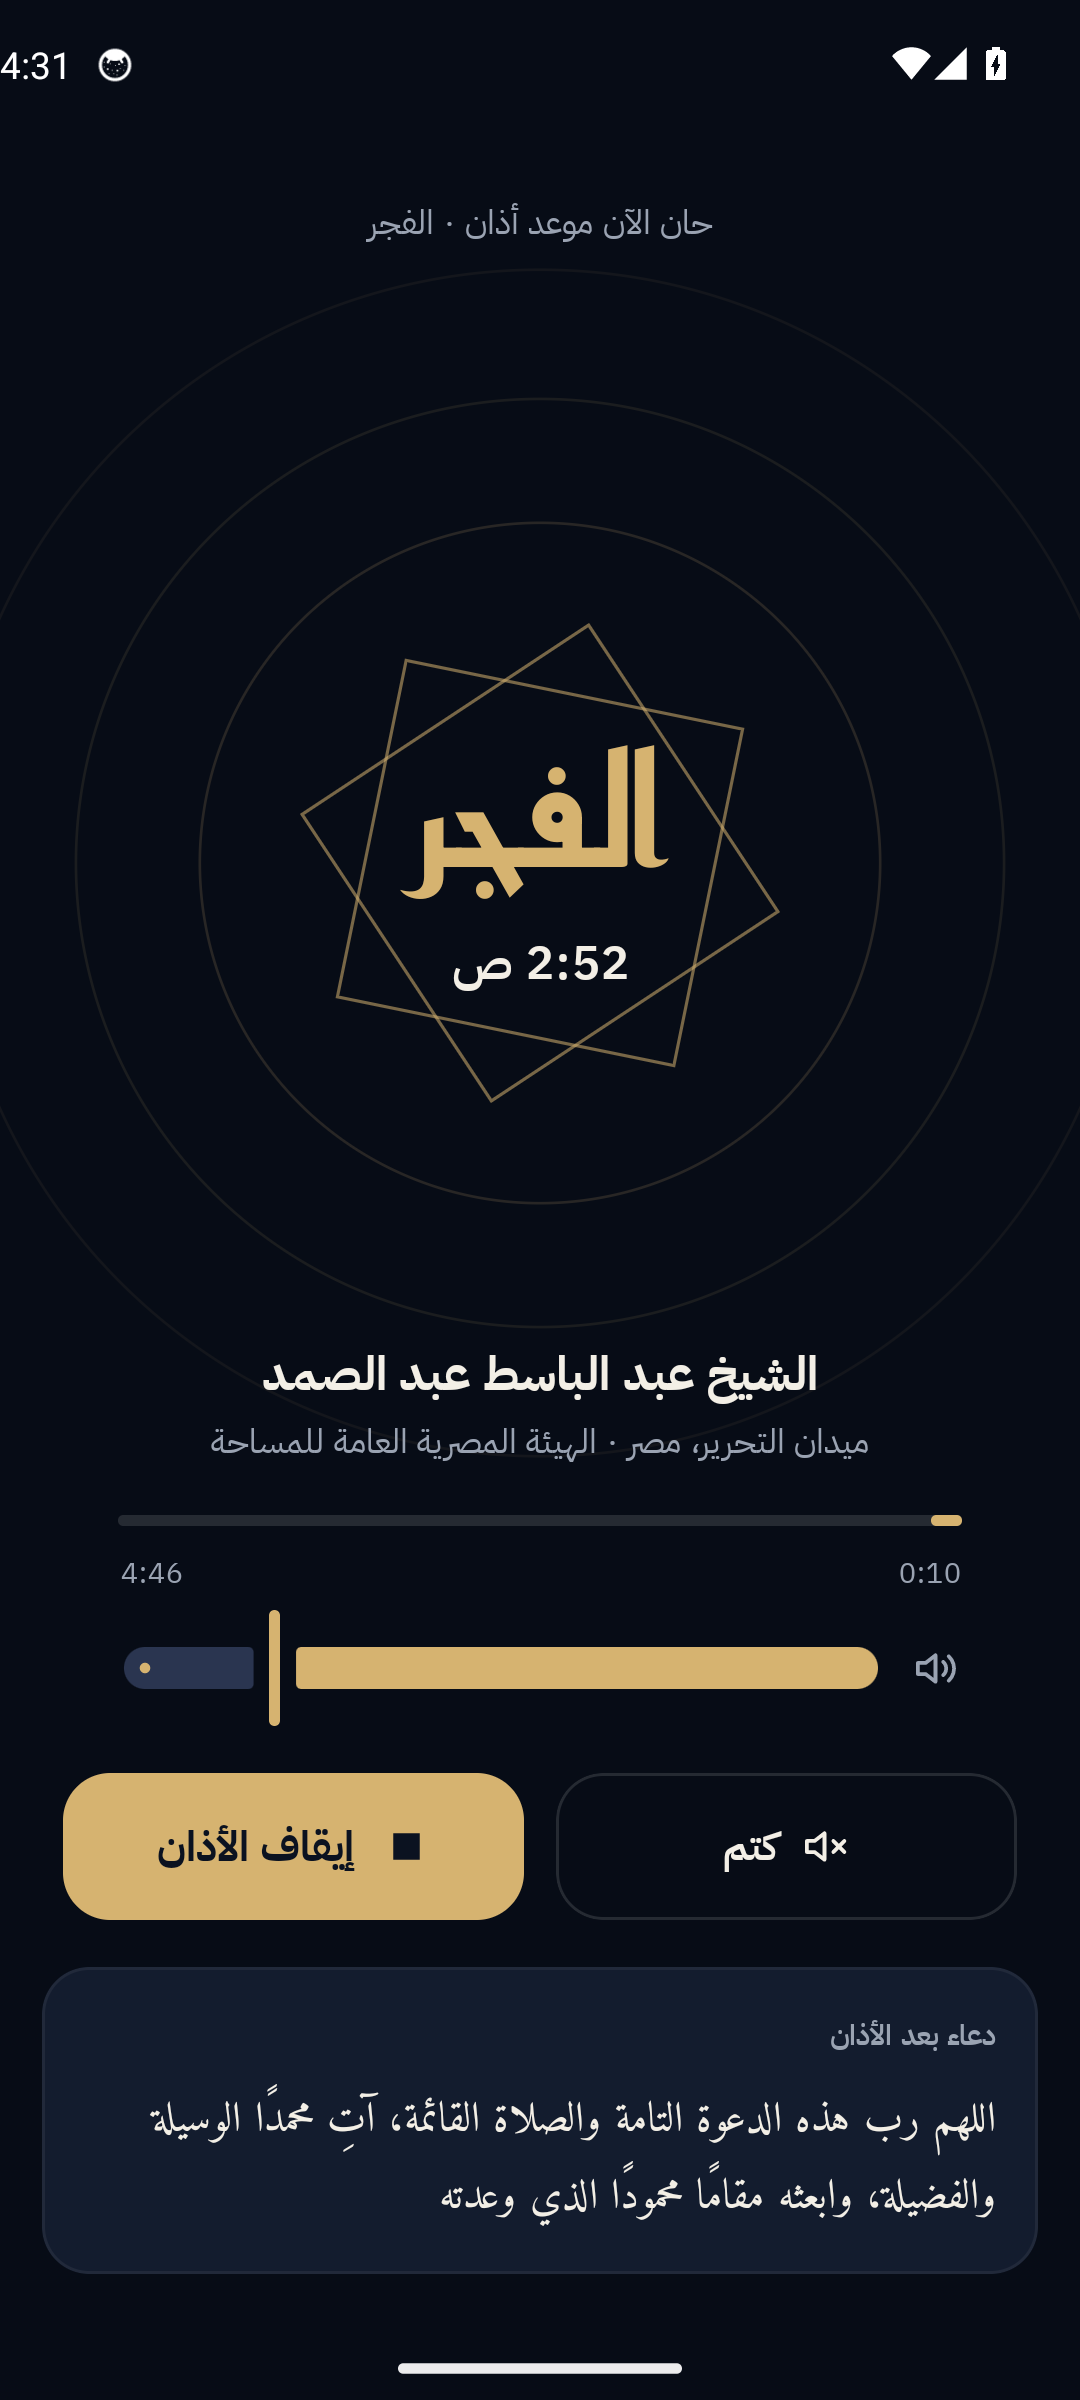 4:31
حان الآن موعد أذان · الفجر
الفجر
2:52 ص
الشيخ عبد الباسط عبد الصمد
ميدان التحرير، مصر · الهيئة المصرية العامة للمساحة
0:10
4:46
كتم
إيقاف الأذان
دعاء بعد الأذان
اللهم رب هذه الدعوة التامة والصلاة القائمة، آتِ محمدًا الوسيلة
والفضيلة، وابعثه مقامًا محمودًا الذي وعدته